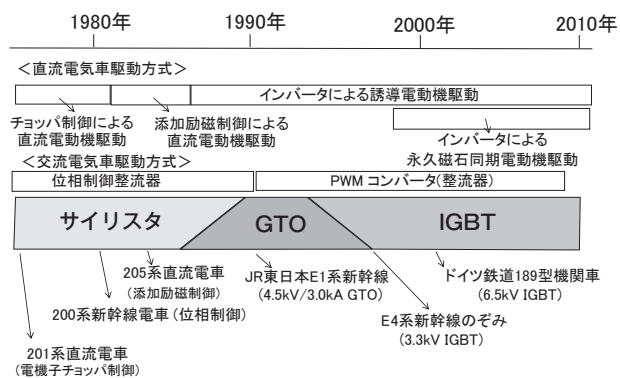 1980年 1990年 2000年 2010年
＜直流電気車駆動方式＞
インバータによる誘導電動機駆動
チョッパ制御による
直流電動機駆動
添加励磁制御による
直流電動機駆動
インバータによる
永久磁石同期電動機駆動
＜交流電気車駆動方式＞
位相制御整流器
PWM コンバータ(整流器)
サイリスタ GTO IGBT
205系直流電車
(添加励磁制御)
JR東日本E1系新幹線
(4.5kV/3.0kA GTO)
ドイツ鉄道189型機関車
(6.5kV IGBT)
200系新幹線電車(位相制御)
E4系新幹線のぞみ
(3.3kV IGBT)
201系直流電車
(電機子チョッパ制御)